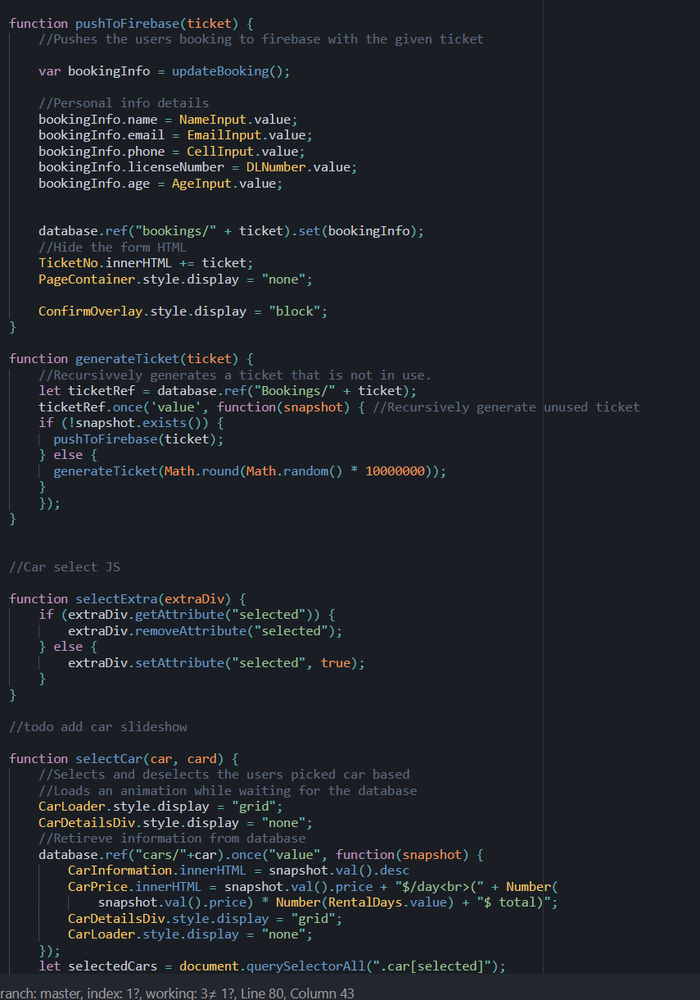 function pushToFirebase(ticket) {
    //Pushes the users booking to firebase with the given ticket
    var bookingInfo = updateBooking();
    //Personal info details
    bookingInfo.name = NameInput.value;
    bookingInfo.email = EmailInput.value;
    bookingInfo.phone = CellInput.value;
    bookingInfo.licenseNumber = DLNumber.value;
    bookingInfo.age = AgeInput.value;
    database.ref("bookings/" + ticket).set(bookingInfo);
    //Hide the form HTML
    TicketNo.innerHTML += ticket;
    PageContainer.style.display = "none";
    ConfirmOverlay.style.display = "block";
}
function generateTicket(ticket) {
    //Recursivvely generates a ticket that is not in use.
    let ticketRef = database.ref("Bookings/" + ticket);
    ticketRef.once('value', function(snapshot) { //Recursively generate unused ticket
    if (!snapshot.exists()) {
      pushToFirebase(ticket);
    } else {
      generateTicket(Math.round(Math.random() * 10000000));
    }
    });
}
//Car select JS
function selectExtra(extraDiv) {
    if (extraDiv.getAttribute("selected")) {
        extraDiv.removeAttribute("selected");
    } else {
        extraDiv.setAttribute("selected", true);
    }
}
//todo add car slideshow
function selectCar(car, card) {
    //Selects and deselects the users picked car based
    //Loads an animation while waiting for the database
    CarLoader.style.display = "grid";
    CarDetailsDiv.style.display = "none";
    //Retireve information from database
    database.ref("cars/"+car).once("value", function(snapshot) {
        CarInformation.innerHTML = snapshot.val().desc
        CarPrice.innerHTML = snapshot.val().price + "$/day<br>(" + Number(
            snapshot.val().price) * Number(RentalDays.value) + "$ total)";
        CarDetailsDiv.style.display = "grid";
        CarLoader.style.display = "none";
    });
    let selectedCars = document.querySelectorAll(".car[selected]");
ranch: master, index: 1?, working: 3≠ 1?, Line 80, Column 43